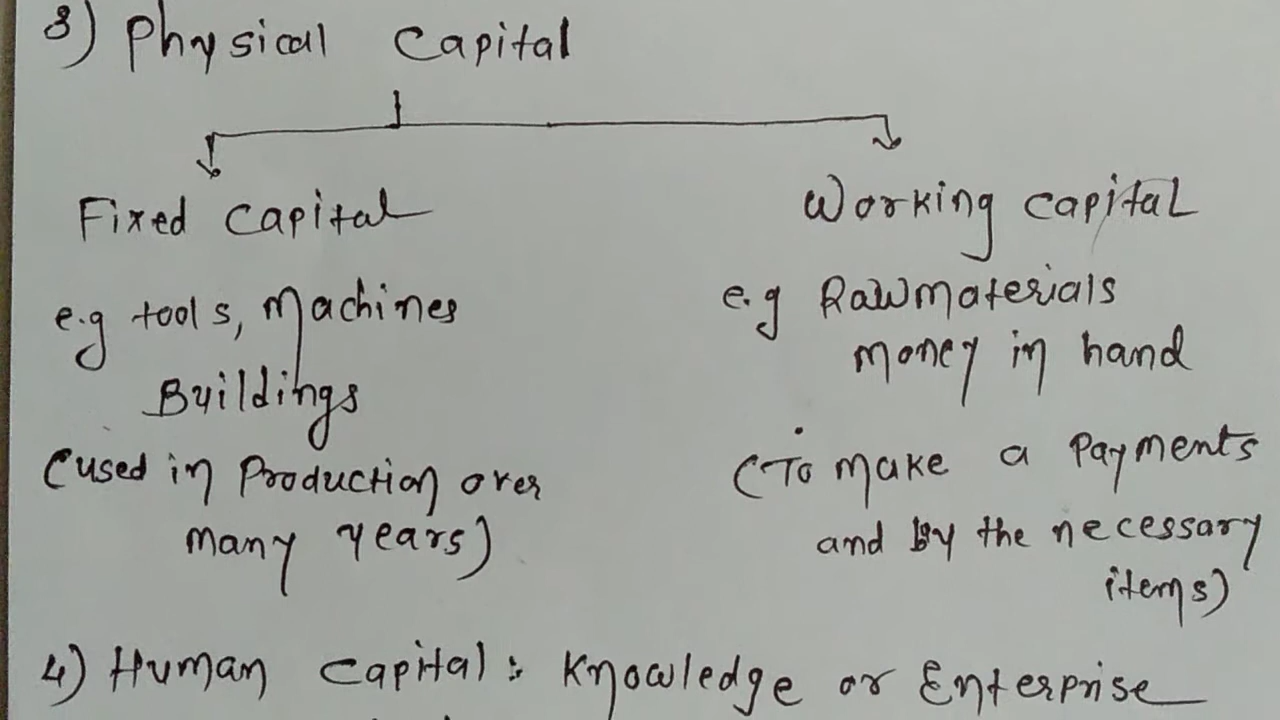 3) Physical Capital
Fixed Capital
e.g tools, Machines
Buildings
(used in Production over
many years)
Working Capital
e.g Rawmaterials
money in hand
(To make a Payments
and by the necessary
items)
4) Human Capital : Knowledge or Enterprise